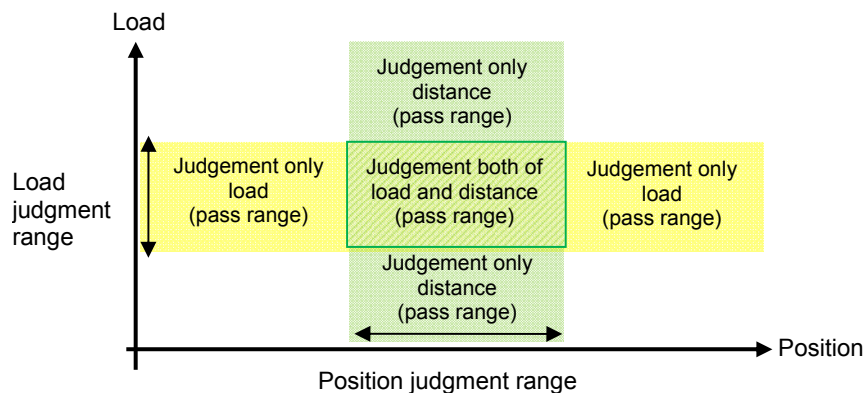 Load
Judgement only
distance
(pass range)
Load
judgment
range
Judgement only
load
(pass range)
Judgement both of
load and distance
(pass range)
Judgement only
load
(pass range)
Judgement only
distance
(pass range)
Position
Position judgment range